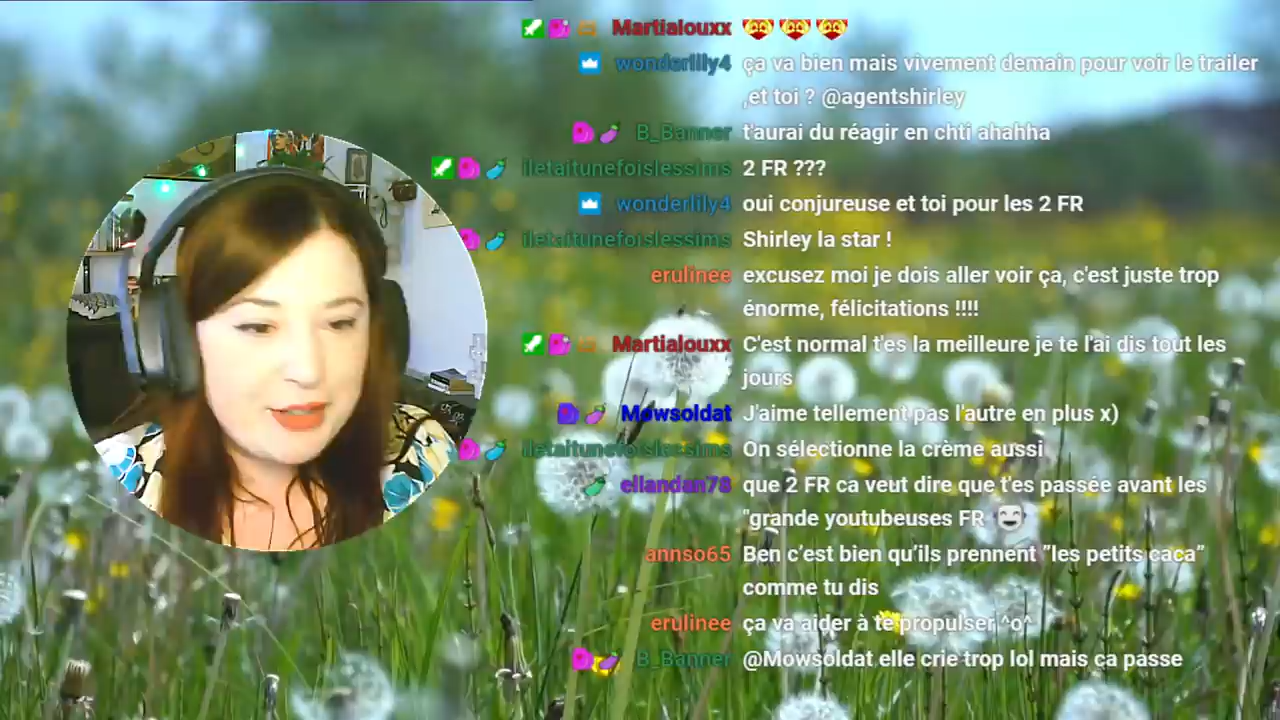 Martialouxx
wonderlily4 ça va bien mais vivement demain pour voir le trailer
,et toi ? @agentshirley
B_Banner t'aurai du réagir en chti ahahha
iletaitunefoislessims 2 FR ???
wonderlily4 oui conjureuse et toi pour les 2 FR
iletaitunefoislessims Shirley la star !
erulinee excusez moi je dois aller voir ça, c'est juste trop
énorme, félicitations !!!!
Martialouxx C'est normal t'es la meilleure je te l'ai dis tout les
jours
Mowsoldat J'aime tellement pas l'autre en plus x)
iletaitunefoislessims On sélectionne la crème aussi
ellandan78 que 2 FR ca veut dire que t'es passée avant les
"grande youtubeuses FR
annso65 Ben c'est bien qu'ils prennent "les petits caca"
comme tu dis
erulinee ça va aider à te propulser ^o^
B_Banner @Mowsoldat elle crie trop lol mais ça passe